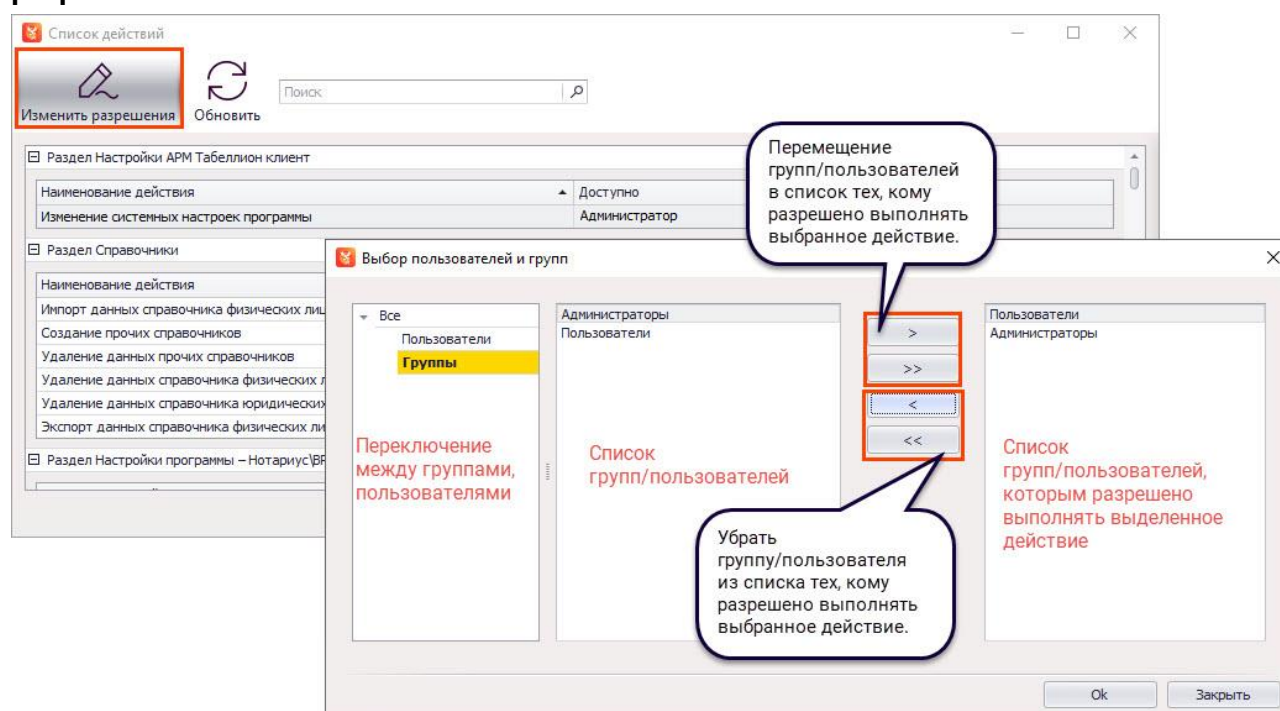 Список действий
Изменить разрешения
Обновить
Поиск
Раздел Настройки АРМ Табеллион клиент
Наименование действия
Доступно
Изменение системных настроек программы
Администратор
Раздел Справочники
Наименование действия
Импорт данных справочника физических лиц
Создание прочих справочников
Удаление данных прочих справочников
Удаление данных справочника физических
Удаление данных справочника юридических
Экспорт данных справочника физических
Раздел Настройки программы – Нотариус\ВР
Перемещение
групп/пользователей
в список тех, кому
разрешено выполнять
выбранное действие.
Выбор пользователей и групп
Все
Пользователи
Группы
Переключение
между группами,
пользователями
Администраторы
Пользователи
Список
групп/пользователей
>
>>
<
<<
Пользователи
Администраторы
Список
групп/пользователей,
которым разрешено
выполнять выделенное
действие
Убрать
группу/пользователя
из списка тех, кому
разрешено выполнять
выбранное действие.
Ok
Закрыть